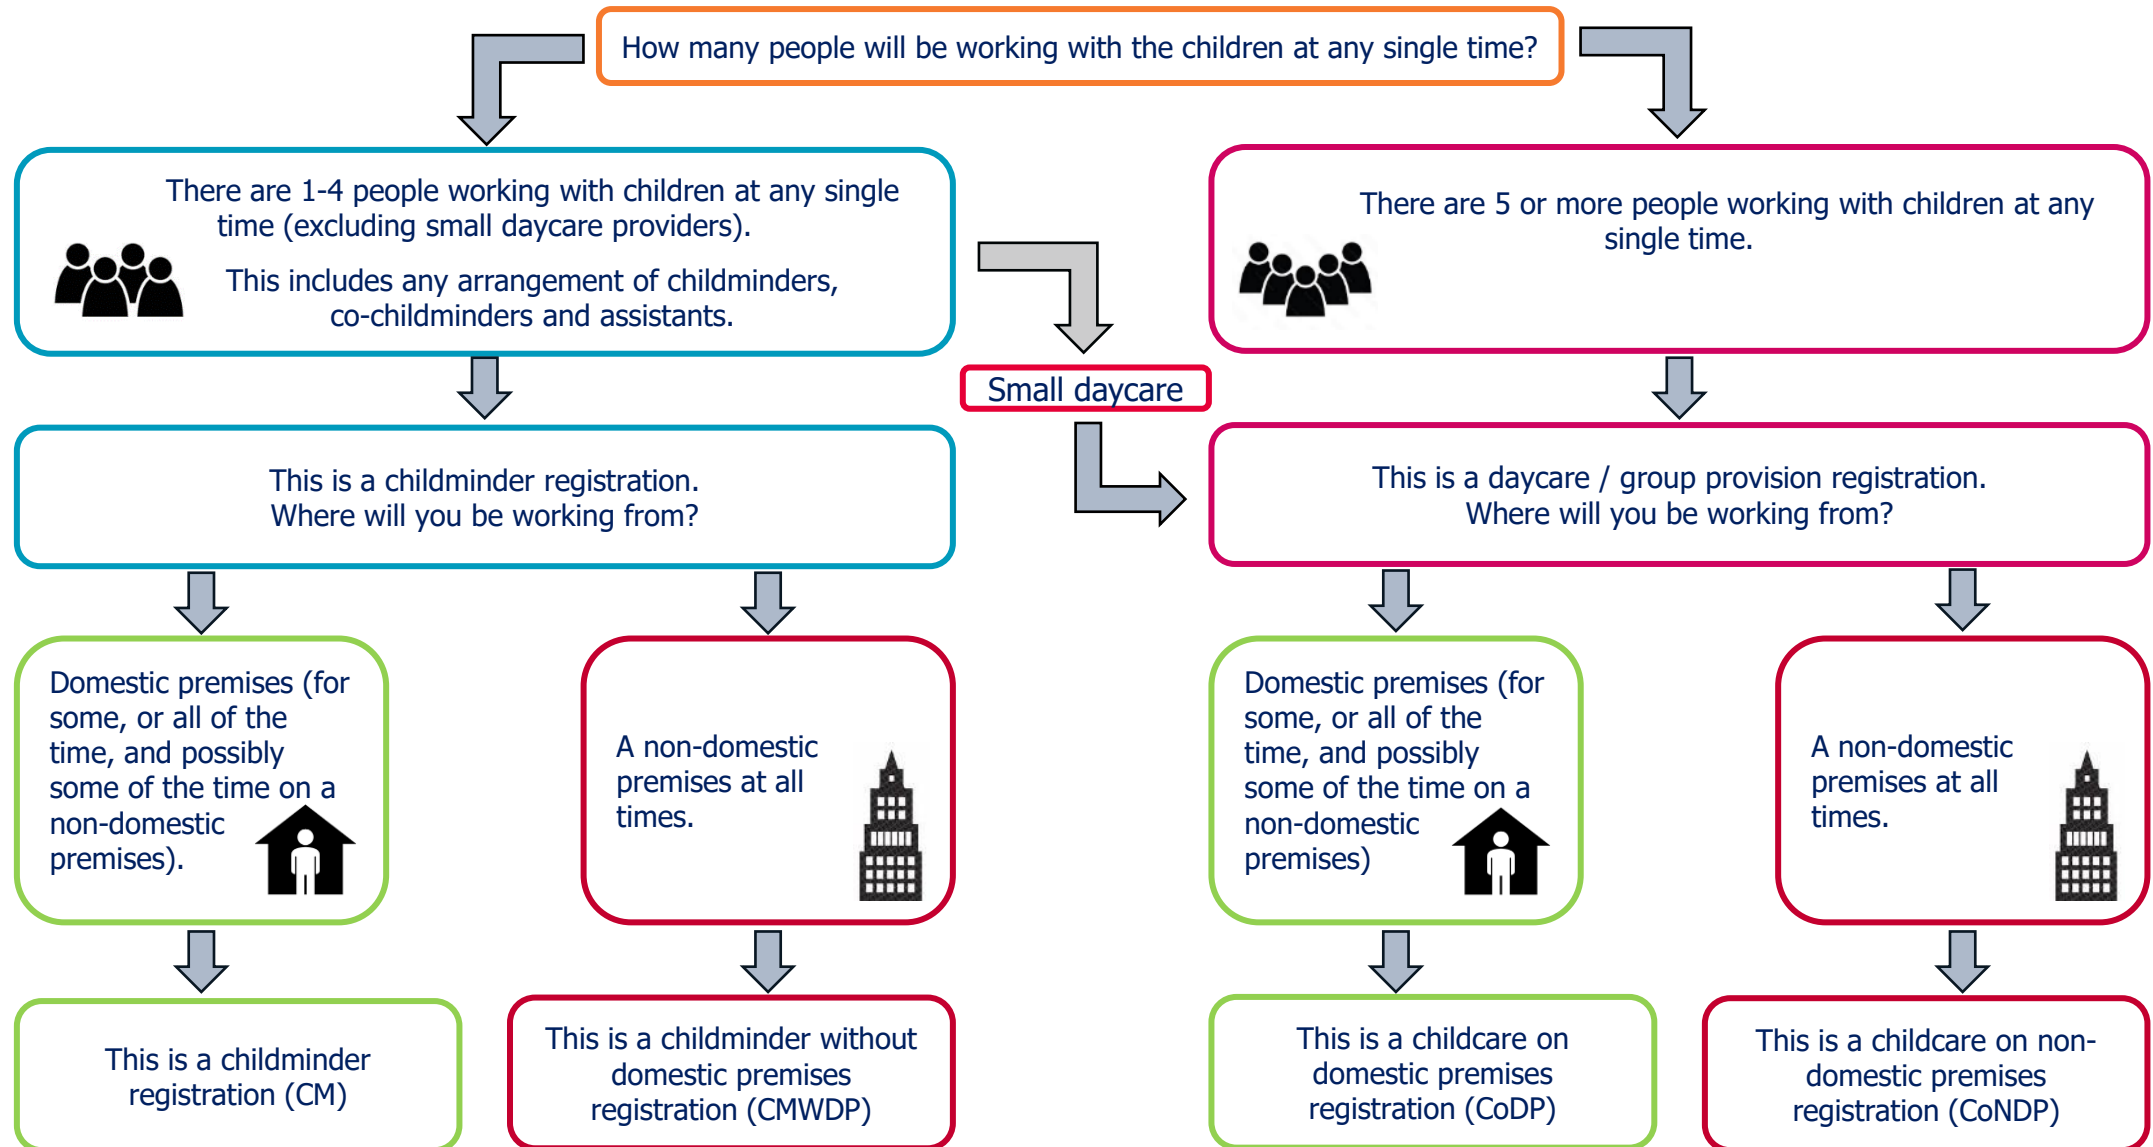 How many people will be working with the children at any single time?
There are 1-4 people working with children at any single
time (excluding small daycare providers).
This includes any arrangement of childminders,
co-childminders and assistants.
There are 5 or more people working with children at any
single time.
Small daycare
This is a childminder registration.
Where will you be working from?
This is a daycare / group provision registration.
Where will you be working from?
Domestic premises (for
some, or all of the
time, and possibly
some of the time on a
non-domestic
premises).
A non-domestic
premises at all
times.
Domestic premises (for
some, or all of the
time, and possibly
some of the time on a
non-domestic
premises)
A non-domestic
premises at all
times.
This is a childminder
registration (CM)
This is a childminder without
domestic premises
registration (CMWDP)
This is a childcare on
domestic premises
registration (CoDP)
This is a childcare on non-
domestic premises
registration (CoNDP)